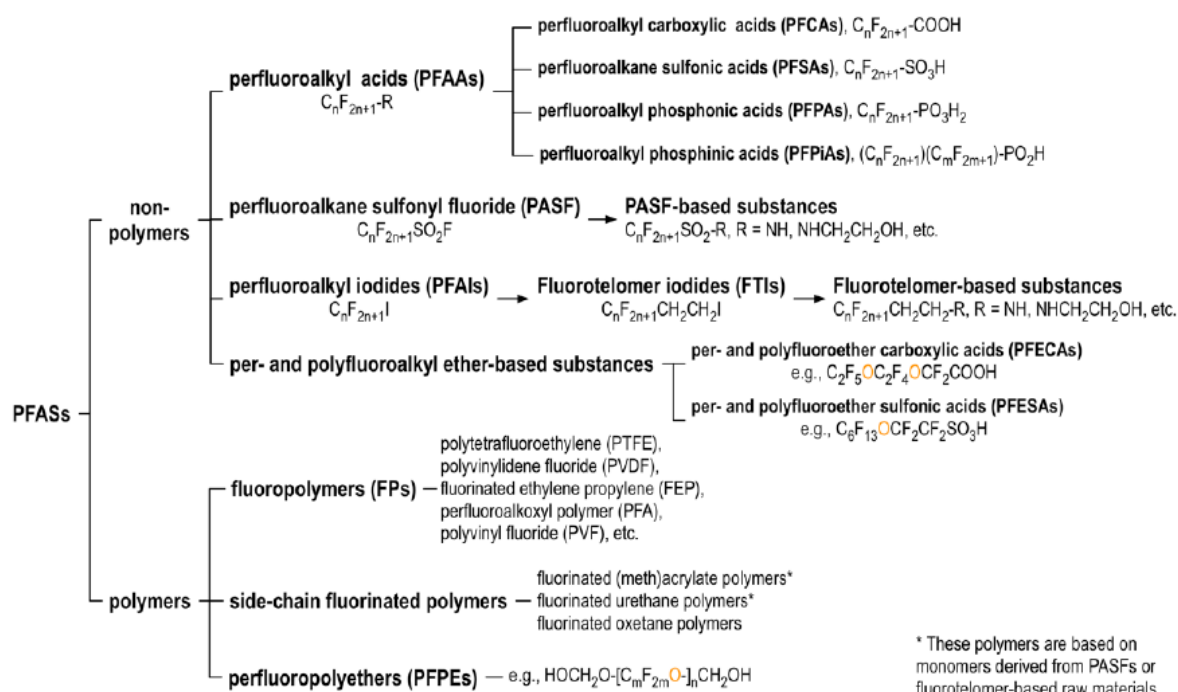 perfluoroalkyl carboxylic acids (PFCAs), CₙF₂ₙ₊₁-COOH
perfluoroalkane sulfonic acids (PFSAs), CₙF₂ₙ₊₁-SO₃H
perfluoroalkyl acids (PFAAs)
CₙF₂ₙ₊₁-R
perfluoroalkyl phosphonic acids (PFPAs), CₙF₂ₙ₊₁-PO₃H₂
perfluoroalkyl phosphinic acids (PFPiAs), (CₙF₂ₙ₊₁)(CₘF₂ₘ₊₁)-PO₂H
non-
polymers
perfluoroalkane sulfonyl fluoride (PASF)
CₙF₂ₙ₊₁SO₂F
PASF-based substances
CₙF₂ₙ₊₁SO₂-R, R = NH, NHCH₂CH₂OH, etc.
perfluoroalkyl iodides (PFAIs)
CₙF₂ₙ₊₁I
Fluorotelomer iodides (FTIs)
CₙF₂ₙ₊₁CH₂CH₂I
Fluorotelomer-based substances
CₙF₂ₙ₊₁CH₂CH₂-R, R = NH, NHCH₂CH₂OH, etc.
per- and polyfluoroalkyl ether-based substances
per- and polyfluoroether carboxylic acids (PFECAs)
e.g., C₂F₅OC₂F₄OCF₂COOH
per- and polyfluoroether sulfonic acids (PFESAs)
e.g., C₆F₁₃OCF₂CF₂SO₃H
PFASs
polymers
fluoropolymers (FPs)
polytetrafluoroethylene (PTFE),
polyvinylidene fluoride (PVDF),
fluorinated ethylene propylene (FEP),
perfluoroalkoxyl polymer (PFA),
polyvinyl fluoride (PVF), etc.
side-chain fluorinated polymers
fluorinated (meth)acrylate polymers*
fluorinated urethane polymers*
fluorinated oxetane polymers
perfluoropolyethers (PFPEs)
e.g., HOCH₂O-[CₘF₂ₘO-]ₙCH₂OH
* These polymers are based on
monomers derived from PASFs or
fluorotelomer-based raw materials